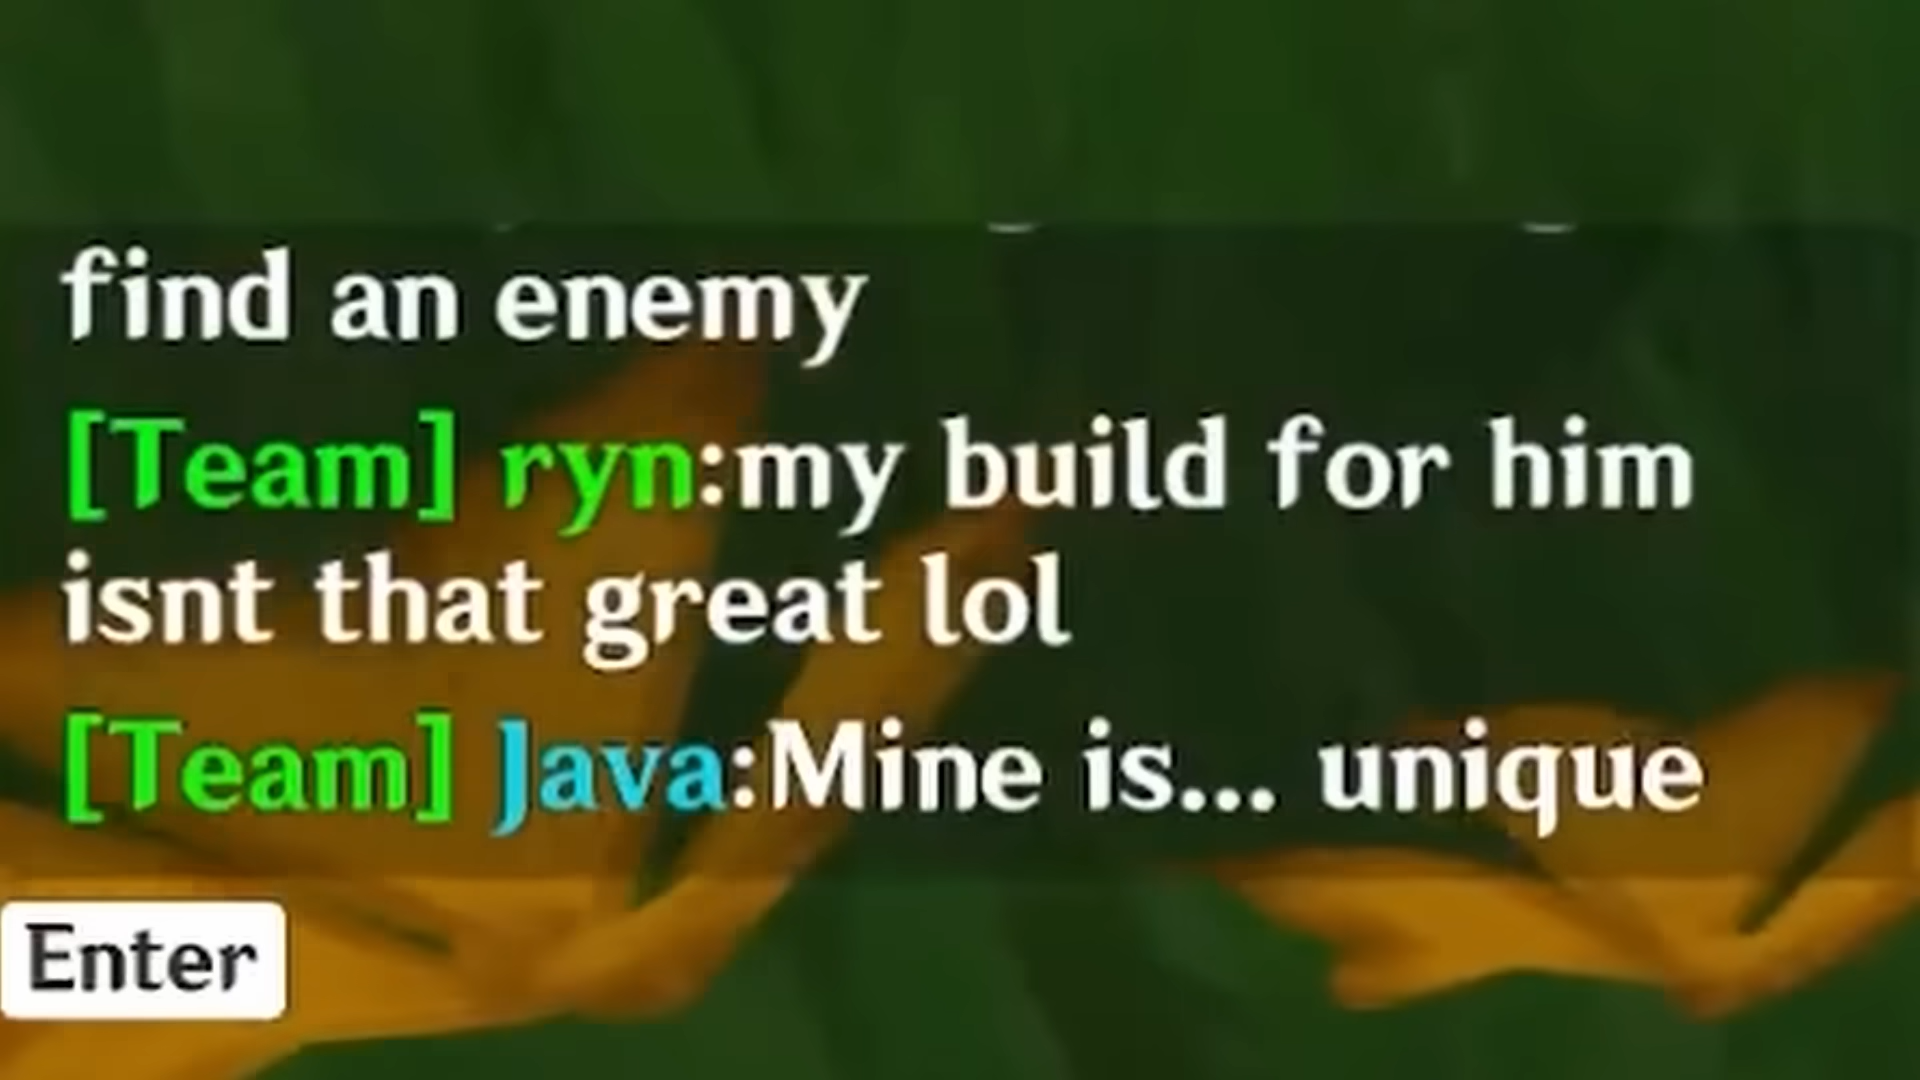 find an enemy
[Team] ryn:my build for him
isnt that great lol
[Team] Java:Mine is... unique
Enter